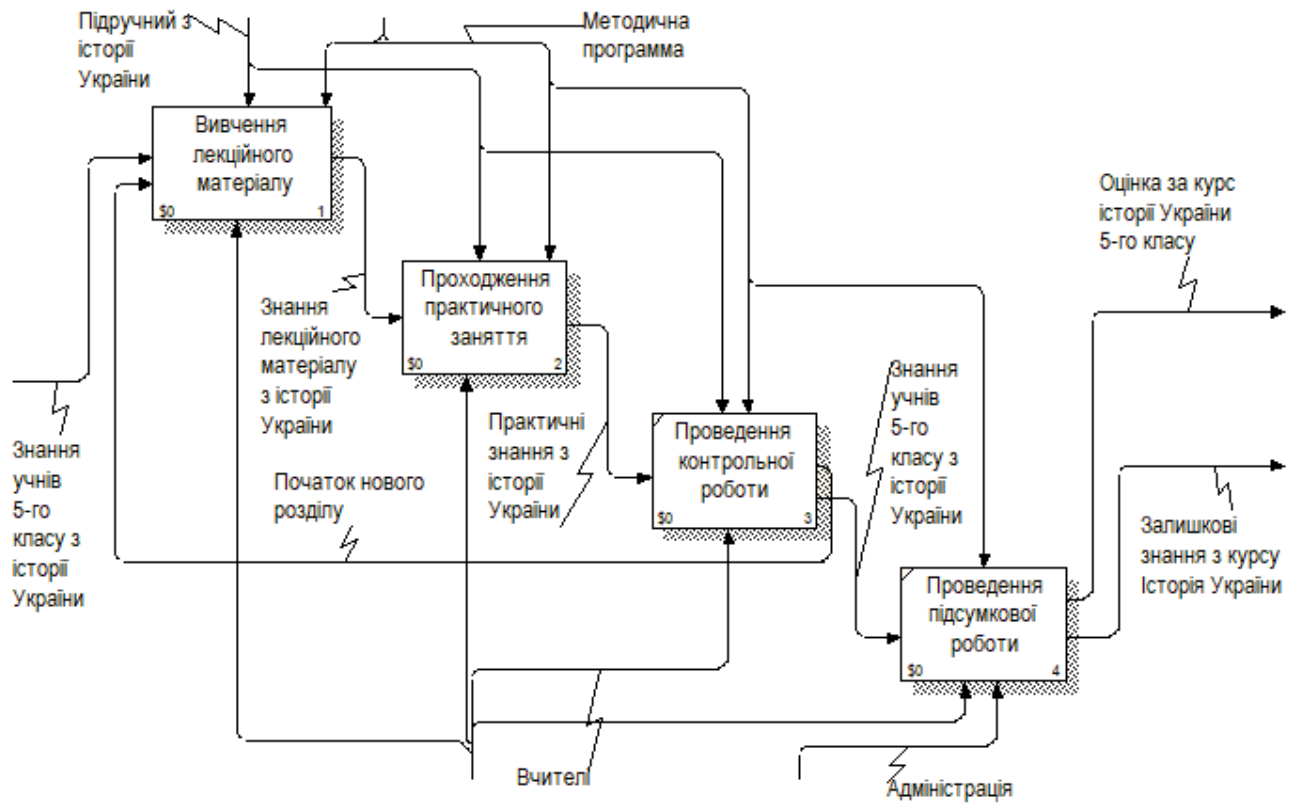 Підручний з
історії
України
Методична
программа
Вивчення
лекційного
матеріалу
$0
1
Оцінка за курс
історії України
5-го класу
Проходження
практичного
заняття
$0
2
Знання
лекційного
матеріалу
з історії
України
Знання
учнів
5-го
класу з
історії
України
Практичні
знання з
історії
України
Проведення
контрольної
роботи
$0
3
Знання
учнів
5-го
класу з
історії
України
Початок нового
розділу
Залишкові
знання з курсу
Історія України
Проведення
підсумкової
роботи
$0
4
Вчителі
Адміністрація